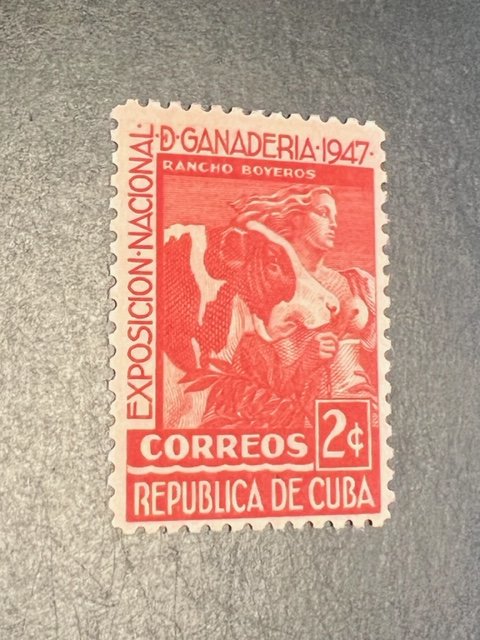 EXPOSICION·NACIONAL·
D·GANADERIA·1947·
RANCHO BOYEROS
CORREOS 2¢
REPUBLICA DE CUBA